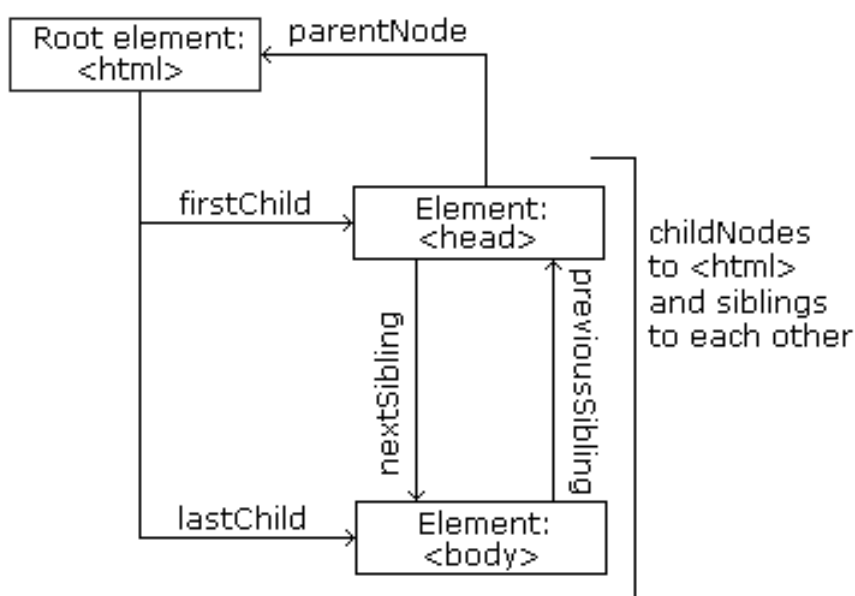 Root element:
<html>
parentNode
firstChild
Element:
<head>
childNodes
to <html>
and siblings
to each other
nextSibling
previousSibling
lastChild
Element:
<body>